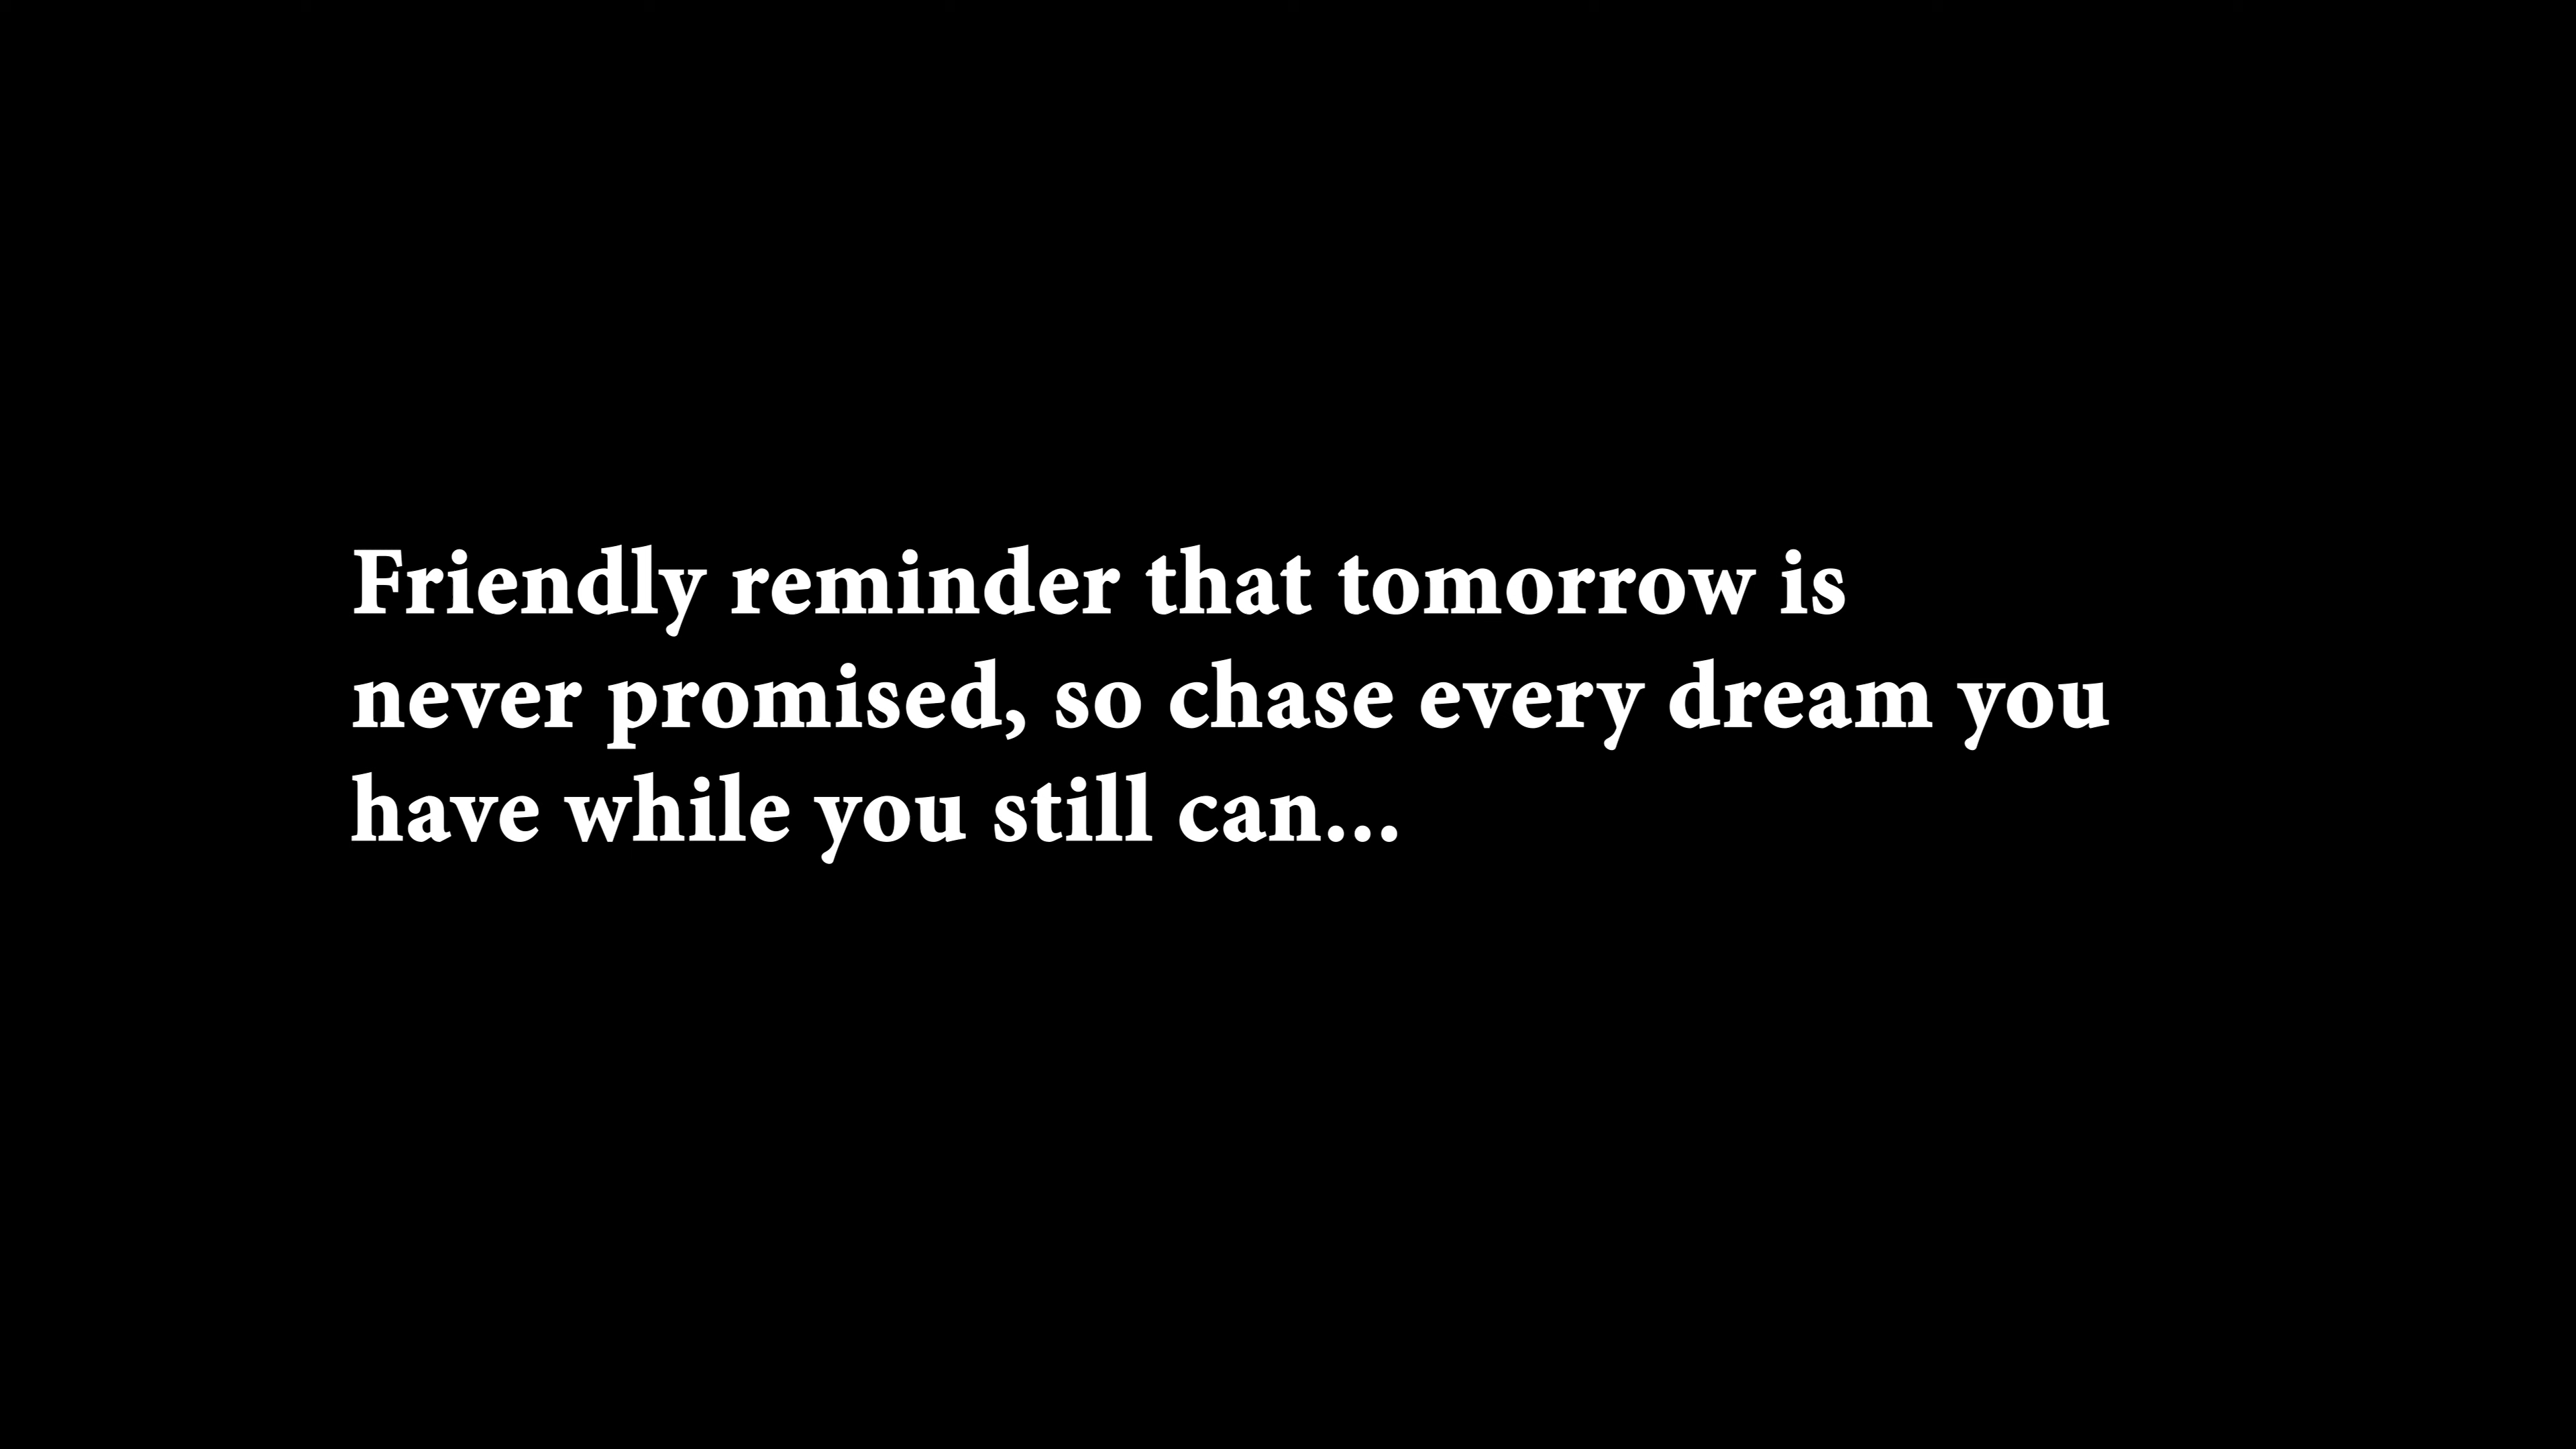 Friendly reminder that tomorrow is
never promised, so chase every dream you
have while you still can...